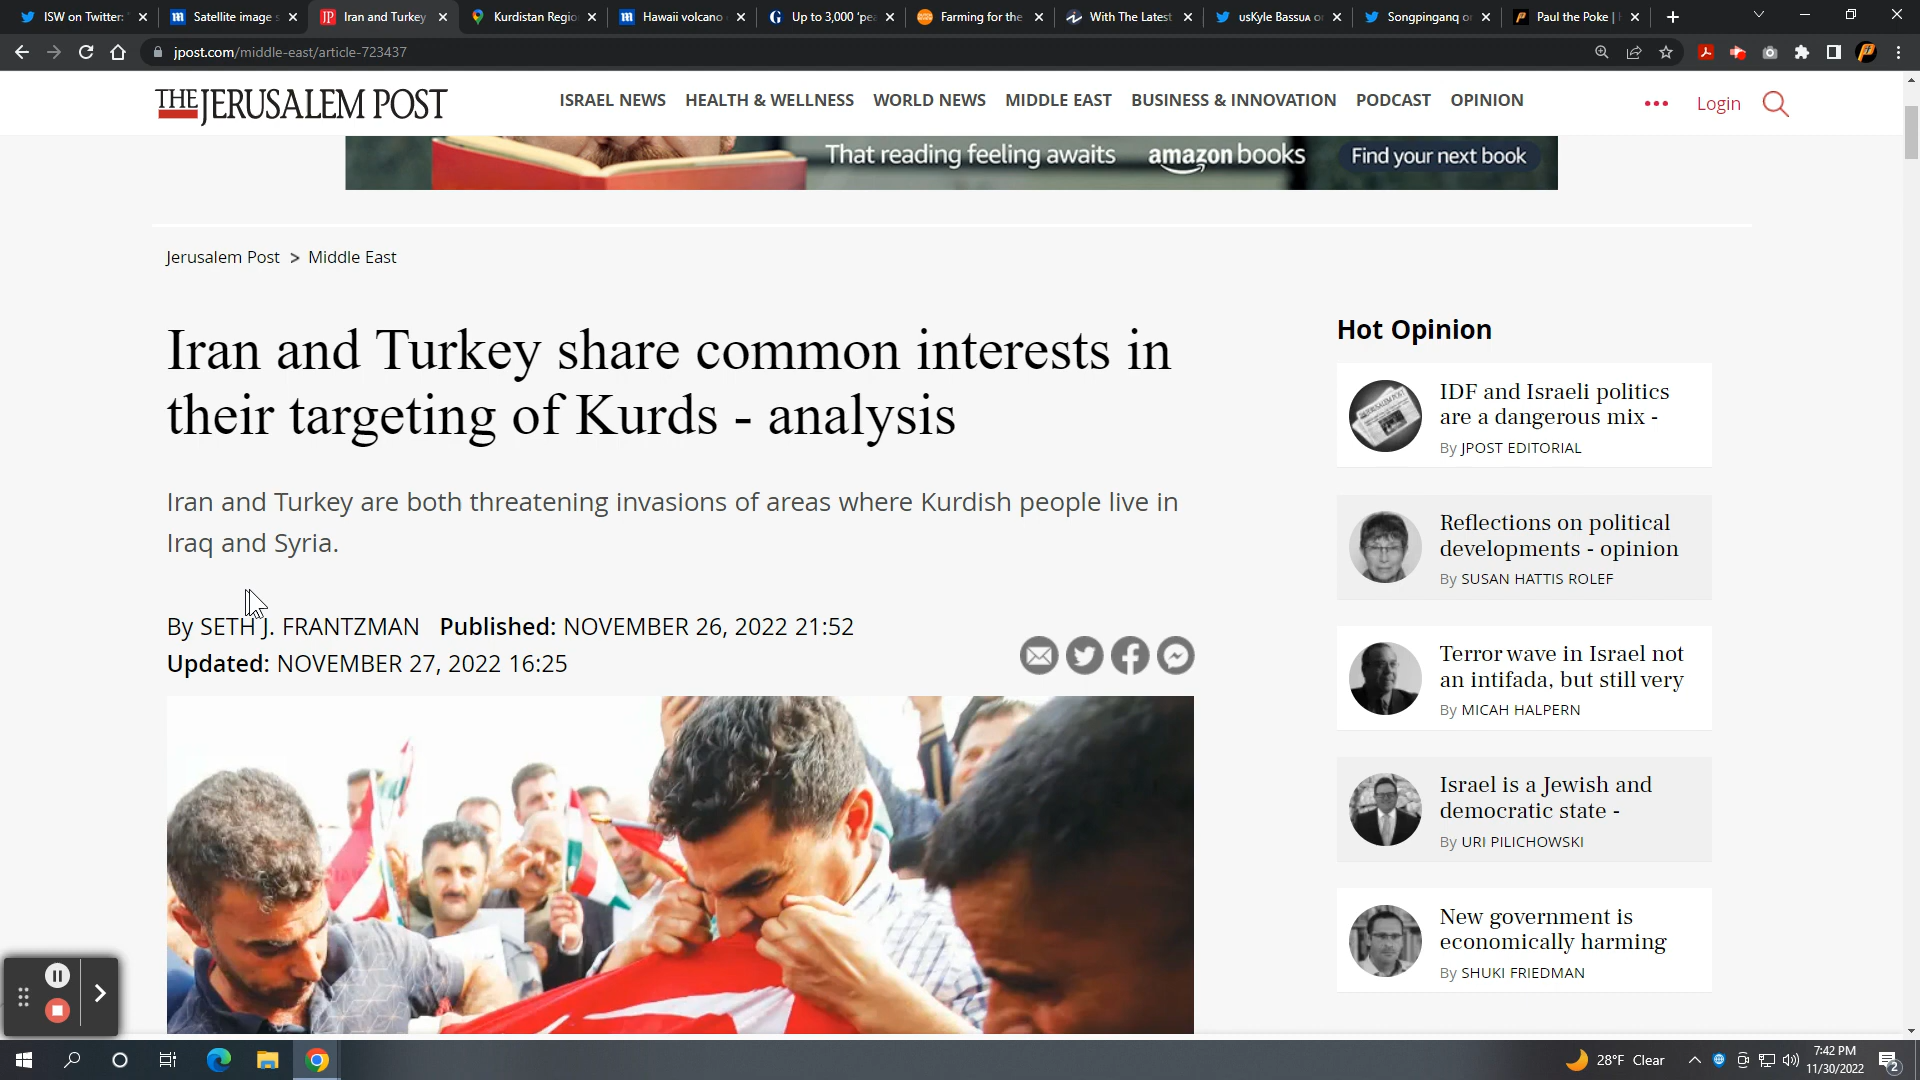 ISW on Twitter: "
Satellite image s
Iran and Turkey
Kurdistan Regio
Hawaii volcano
Up to 3,000 'pea
Farming for the
With The Latest
usKyle Bassua o
Songpingang o
Paul the Poke |
jpost.com/middle-east/article-723437
THE JERUSALEM POST
ISRAEL NEWS HEALTH & WELLNESS WORLD NEWS MIDDLE EAST BUSINESS & INNOVATION PODCAST OPINION
Login
That reading feeling awaits amazonbooks Find your next book
Jerusalem Post > Middle East
Iran and Turkey share common interests in
their targeting of Kurds - analysis
Iran and Turkey are both threatening invasions of areas where Kurdish people live in
Iraq and Syria.
By SETH J. FRANTZMAN Published: NOVEMBER 26, 2022 21:52
Updated: NOVEMBER 27, 2022 16:25
Hot Opinion
IDF and Israeli politics
are a dangerous mix -
By JPOST EDITORIAL
Reflections on political
developments - opinion
By SUSAN HATTIS ROLEF
Terror wave in Israel not
an intifada, but still very
By MICAH HALPERN
Israel is a Jewish and
democratic state -
By URI PILICHOWSKI
New government is
economically harming
By SHUKI FRIEDMAN
28°F Clear
7:42 PM
11/30/2022
2